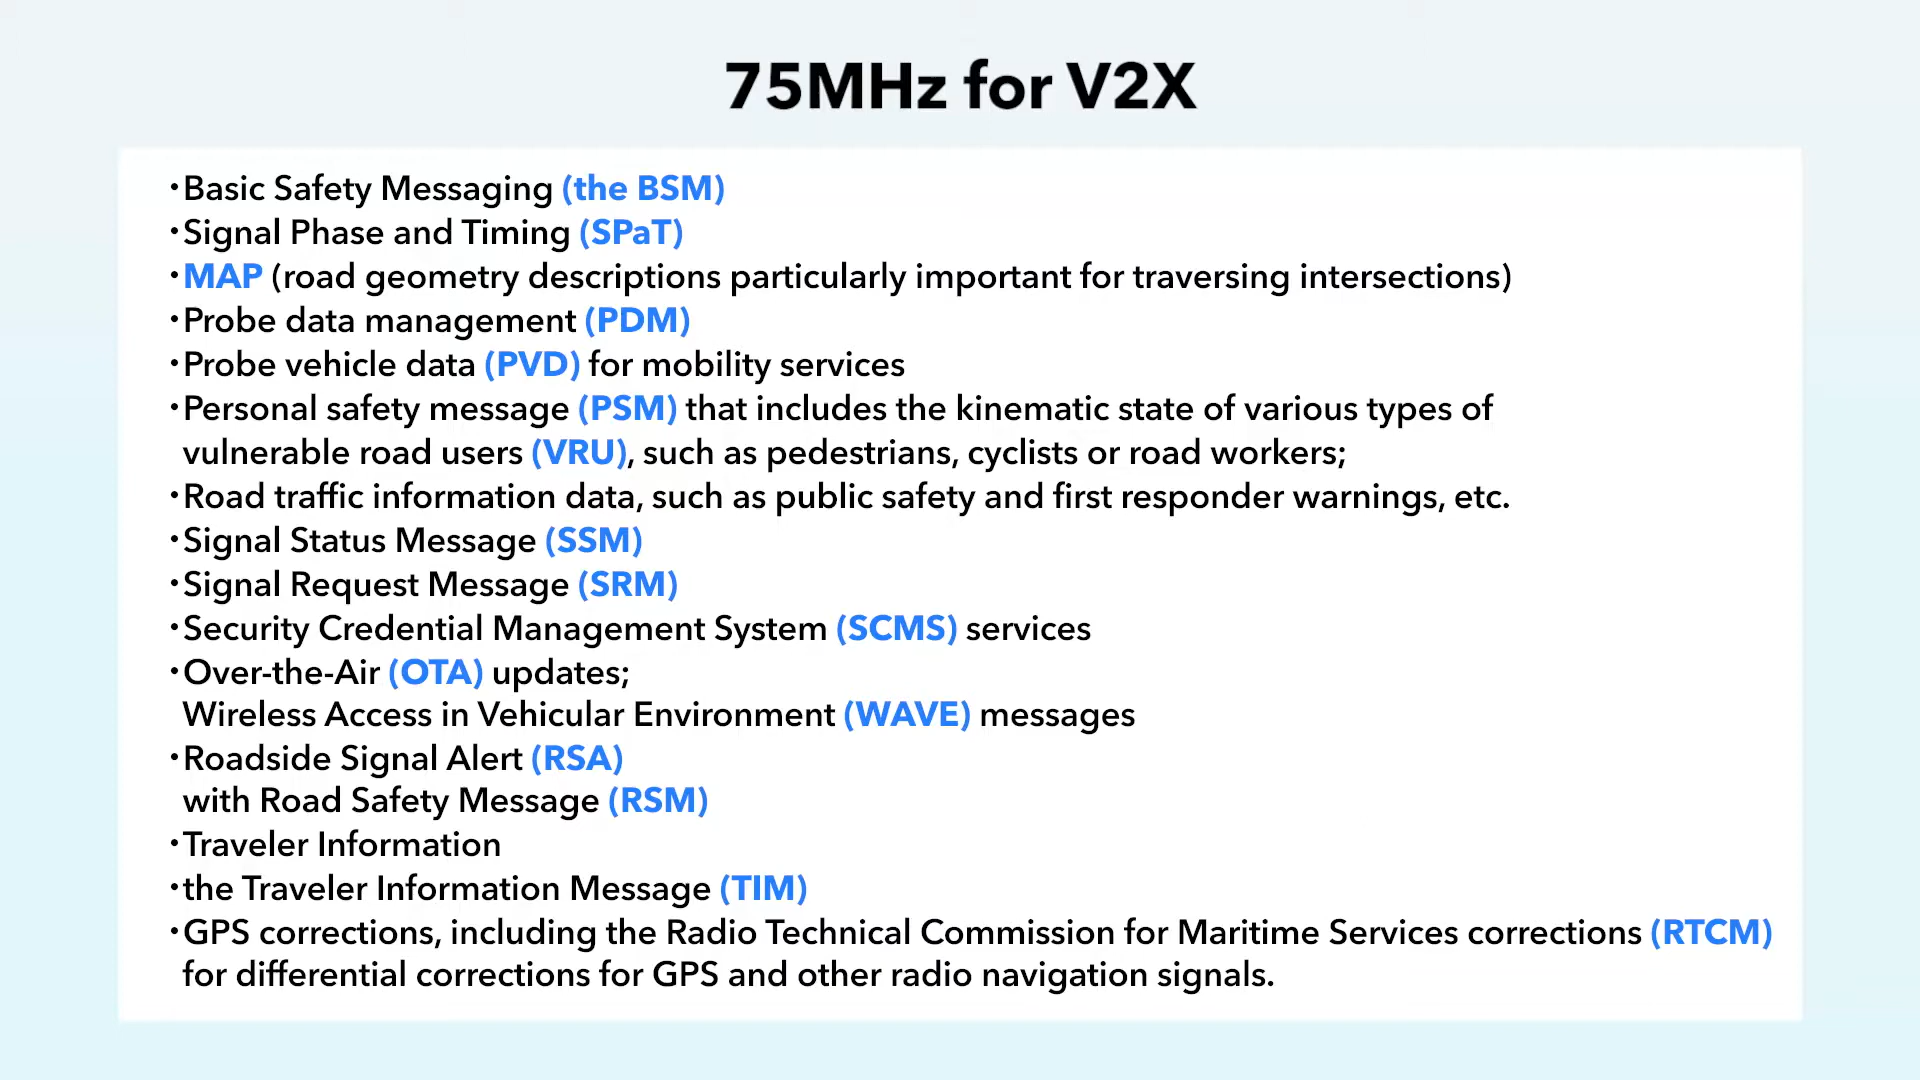 75MHz for V2X
•Basic Safety Messaging (the BSM)
•Signal Phase and Timing (SPaT)
•MAP (road geometry descriptions particularly important for traversing intersections)
•Probe data management (PDM)
•Probe vehicle data (PVD) for mobility services
•Personal safety message (PSM) that includes the kinematic state of various types of
vulnerable road users (VRU), such as pedestrians, cyclists or road workers;
•Road traffic information data, such as public safety and first responder warnings, etc.
•Signal Status Message (SSM)
•Signal Request Message (SRM)
•Security Credential Management System (SCMS) services
•Over-the-Air (OTA) updates;
Wireless Access in Vehicular Environment (WAVE) messages
•Roadside Signal Alert (RSA)
with Road Safety Message (RSM)
•Traveler Information
•the Traveler Information Message (TIM)
•GPS corrections, including the Radio Technical Commission for Maritime Services corrections (RTCM)
for differential corrections for GPS and other radio navigation signals.